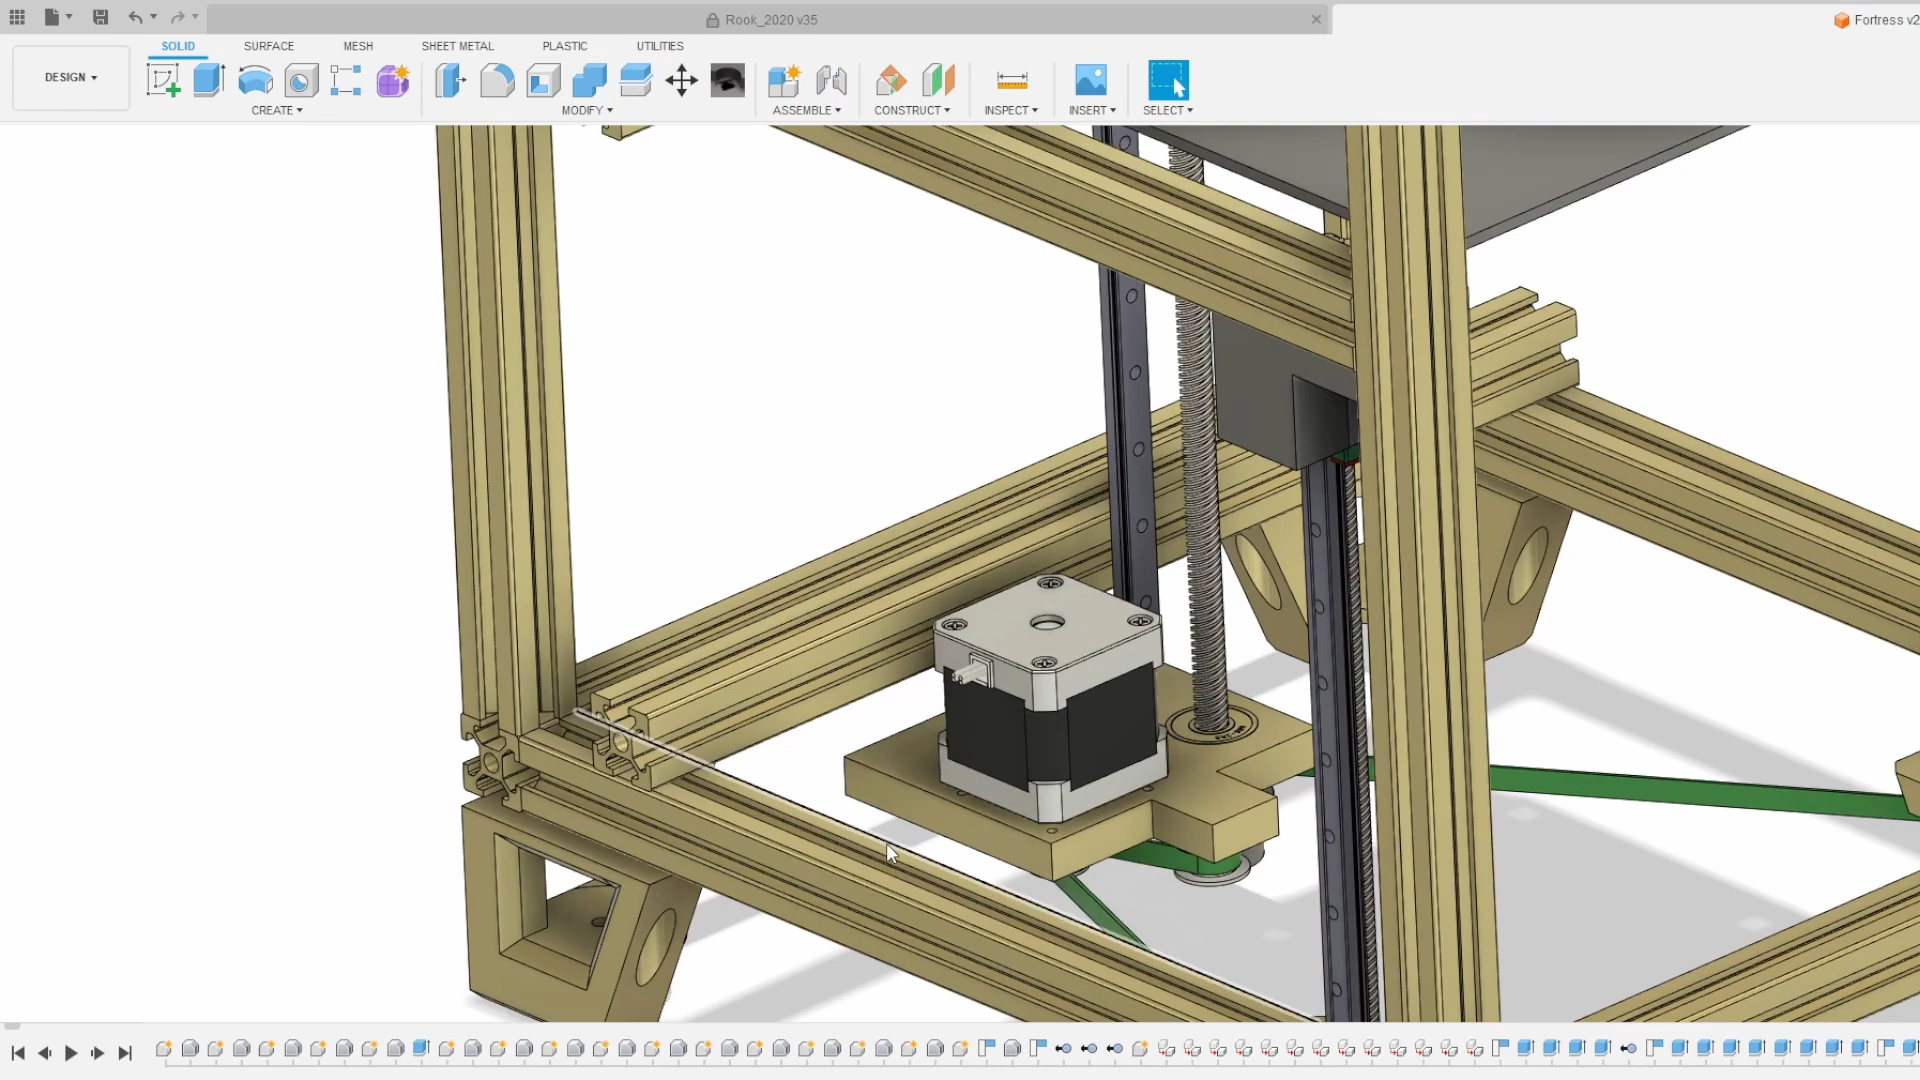 Rook_2020 v35
Fortress v2
SOLID SURFACE MESH SHEET METAL PLASTIC UTILITIES
DESIGN
CREATE MODIFY ASSEMBLE CONSTRUCT INSPECT INSERT SELECT